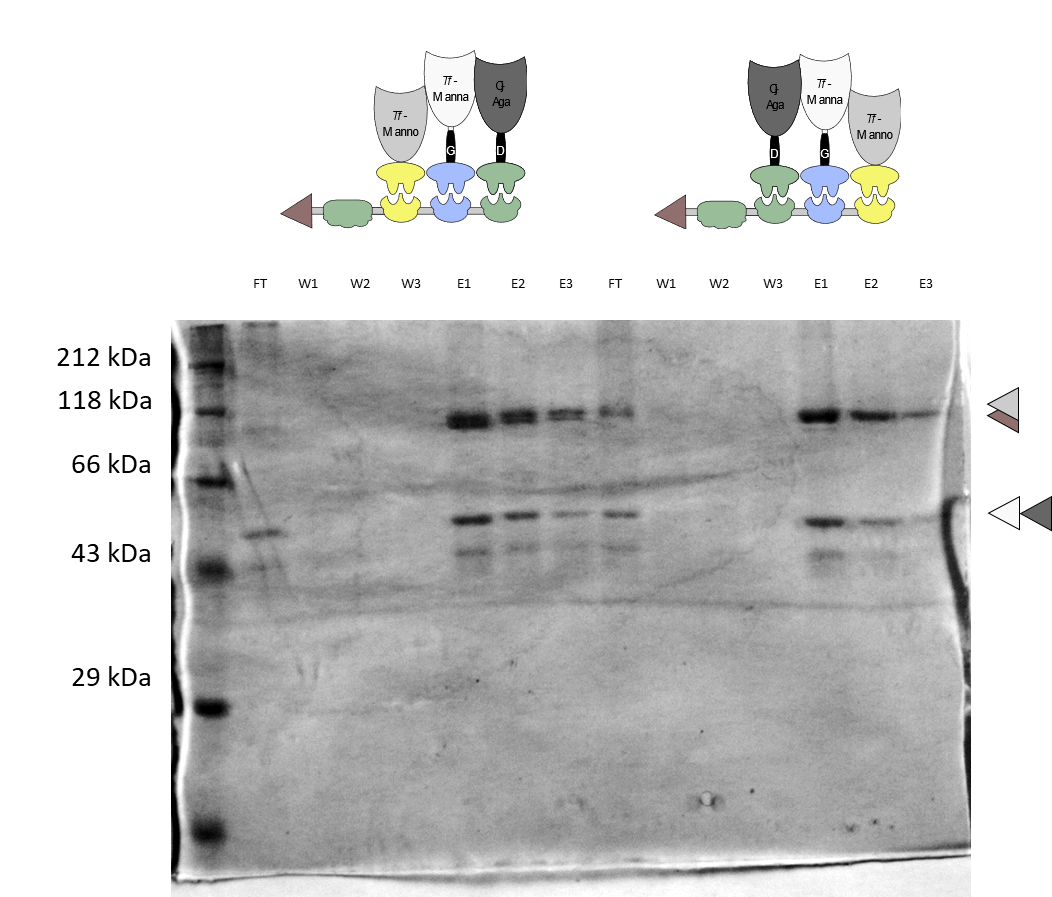 Tf-
Manno
Tf-
Manna
Cj-
Aga
G
D
Cj-
Aga
Tf-
Manna
Tf-
Manno
D
G
FT W1 W2 W3 E1 E2 E3 FT W1 W2 W3 E1 E2 E3
212 kDa
118 kDa
66 kDa
43 kDa
29 kDa